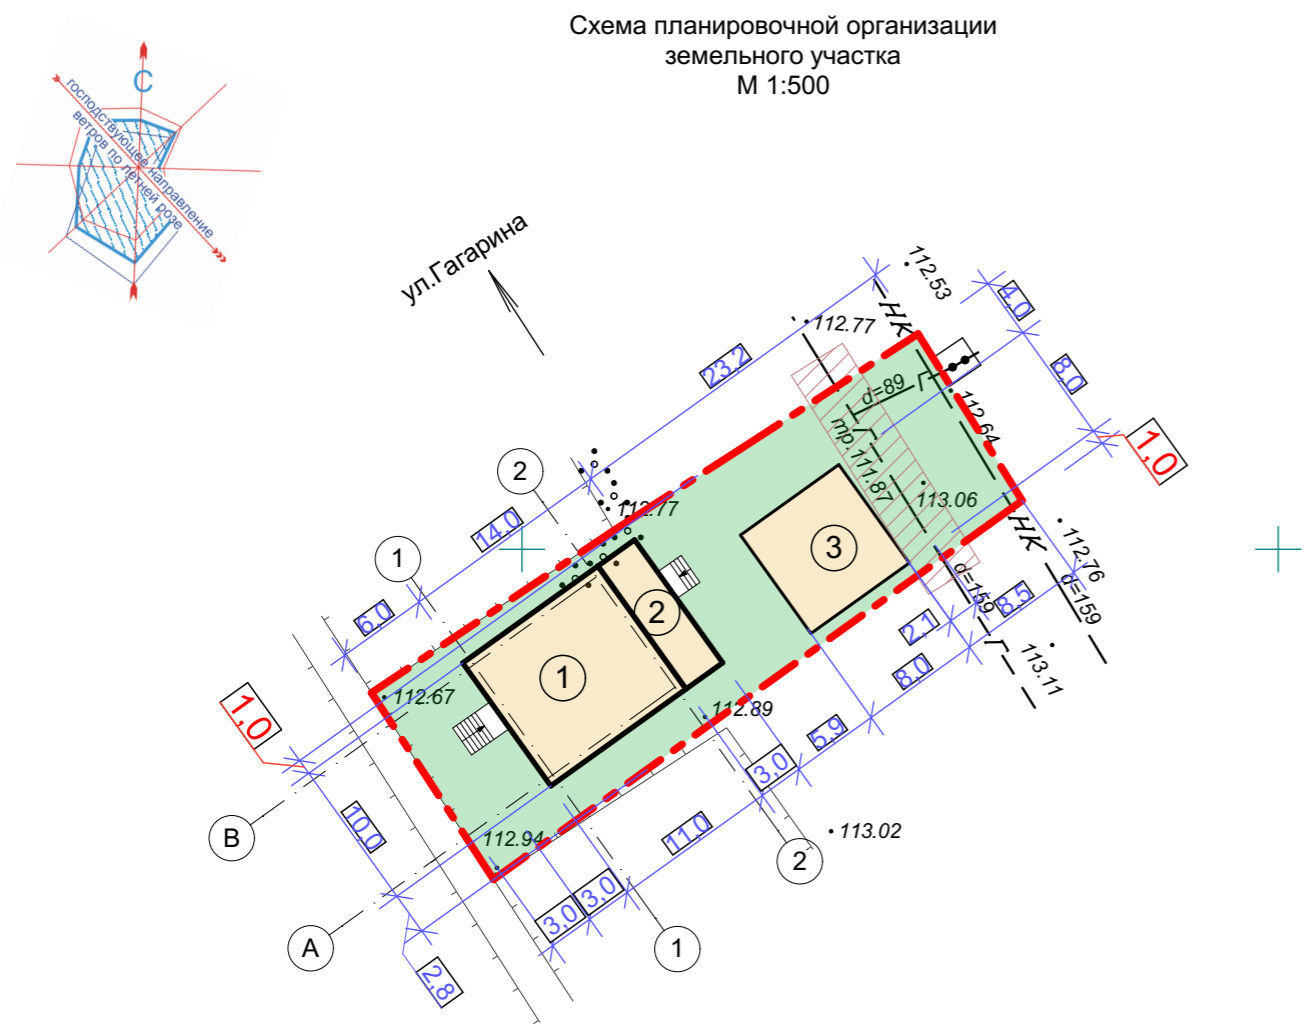 Схема планировочной организации
земельного участка
М 1:500
С
господствующее направление
ветров по летней розе
ул.Гагарина
112.53
4,0
НК
112.77
23,2
8,0
d=89
112.64
1,0
2
тр.111.87
Г
113.06
14,0
112.77
1
3
НК
112.76
6,0
2
d=159
8,5
d=159
2,1
Г
113.11
1
8,0
112.67
1,0
112.89
5,9
3,0
10,0
11,0
113.02
В
112.94
2
3,0
3,0
А
1
2,8